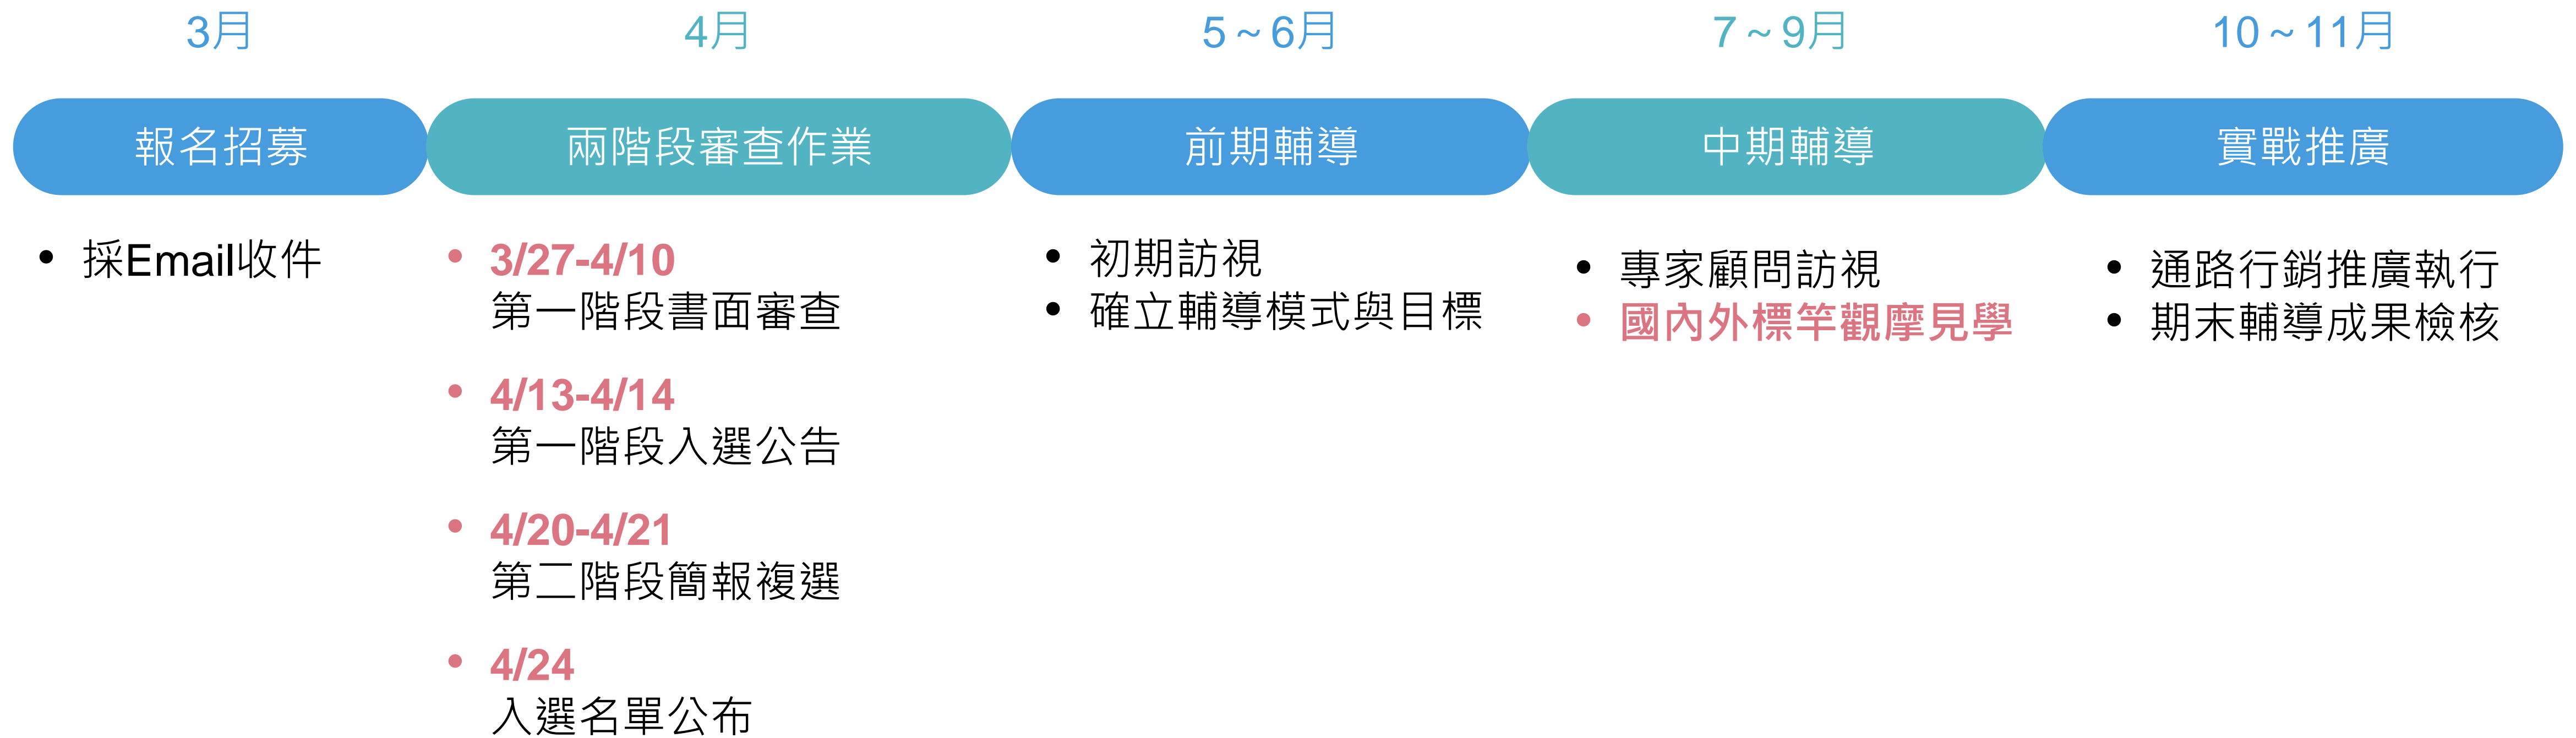 3月
報名招募
• 採Email收件
4月
兩階段審查作業
• 3/27-4/10
第一階段書面審查
• 4/13-4/14
第一階段入選公告
• 4/20-4/21
第二階段簡報複選
• 4/24
入選名單公布
5～6月
前期輔導
• 初期訪視
• 確立輔導模式與目標
7～9月
中期輔導
• 專家顧問訪視
• 國內外標竿觀摩見學
10～11月
實戰推廣
• 通路行銷推廣執行
• 期末輔導成果檢核